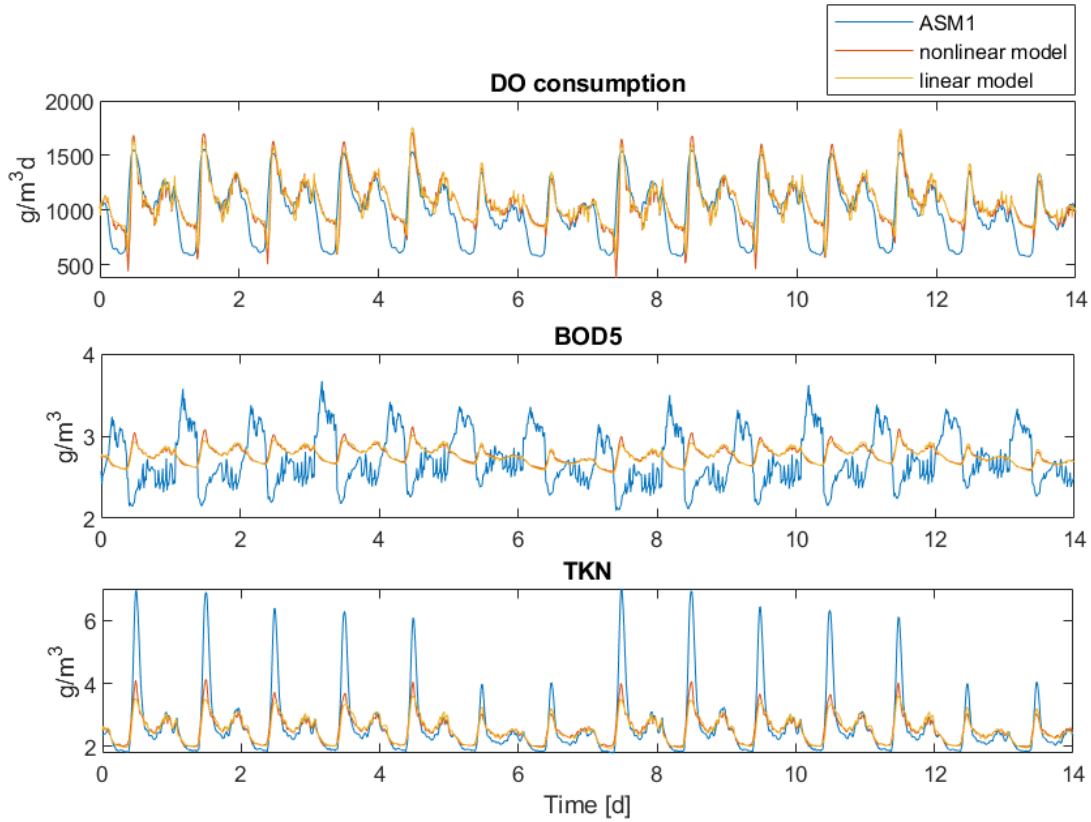 ASM1
nonlinear model
linear model
DO consumption
g/m³d
2000
1500
1000
500
0 2 4 6 8 10 12 14
BOD5
g/m³
4
3
2
0 2 4 6 8 10 12 14
TKN
g/m³
6
4
2
0 2 4 6 8 10 12 14
Time [d]